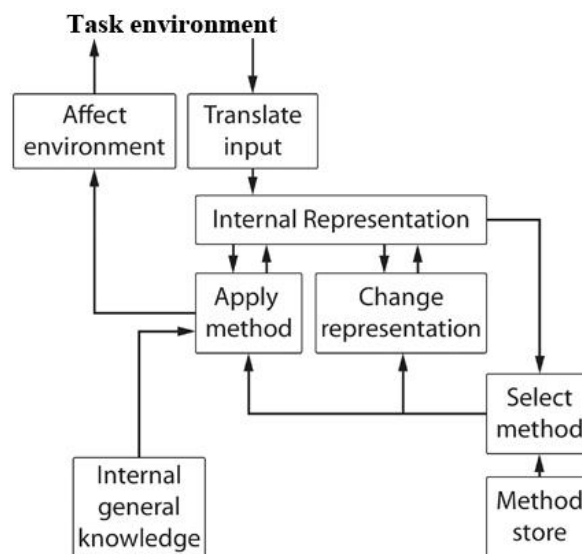 Task environment
Affect
environment
Translate
input
Internal Representation
Apply
method
Change
representation
Select
method
Internal
general
knowledge
Method
store